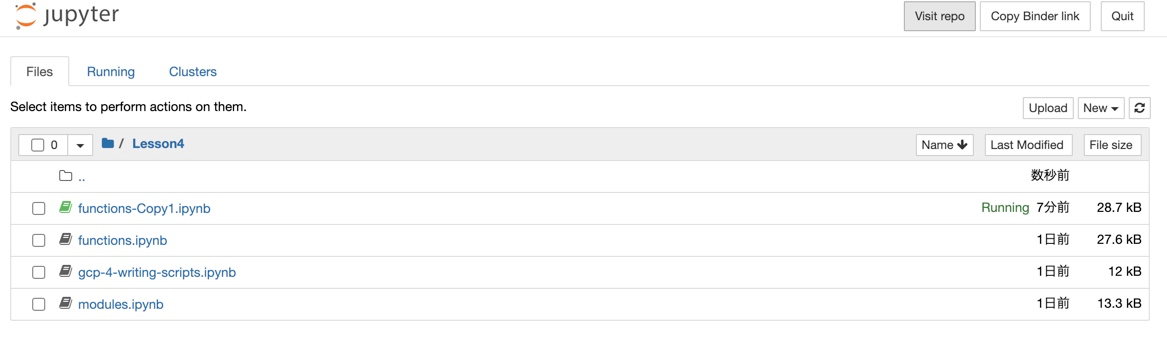 jupyter Visit repo Copy Binder link Quit
Files Running Clusters
Select items to perform actions on them. Upload New
0 / Lesson4 Name Last Modified File size
.. 数秒前
functions-Copy1.ipynb Running 7分前 28.7 kB
functions.ipynb 1日前 27.6 kB
gcp-4-writing-scripts.ipynb 1日前 12 kB
modules.ipynb 1日前 13.3 kB